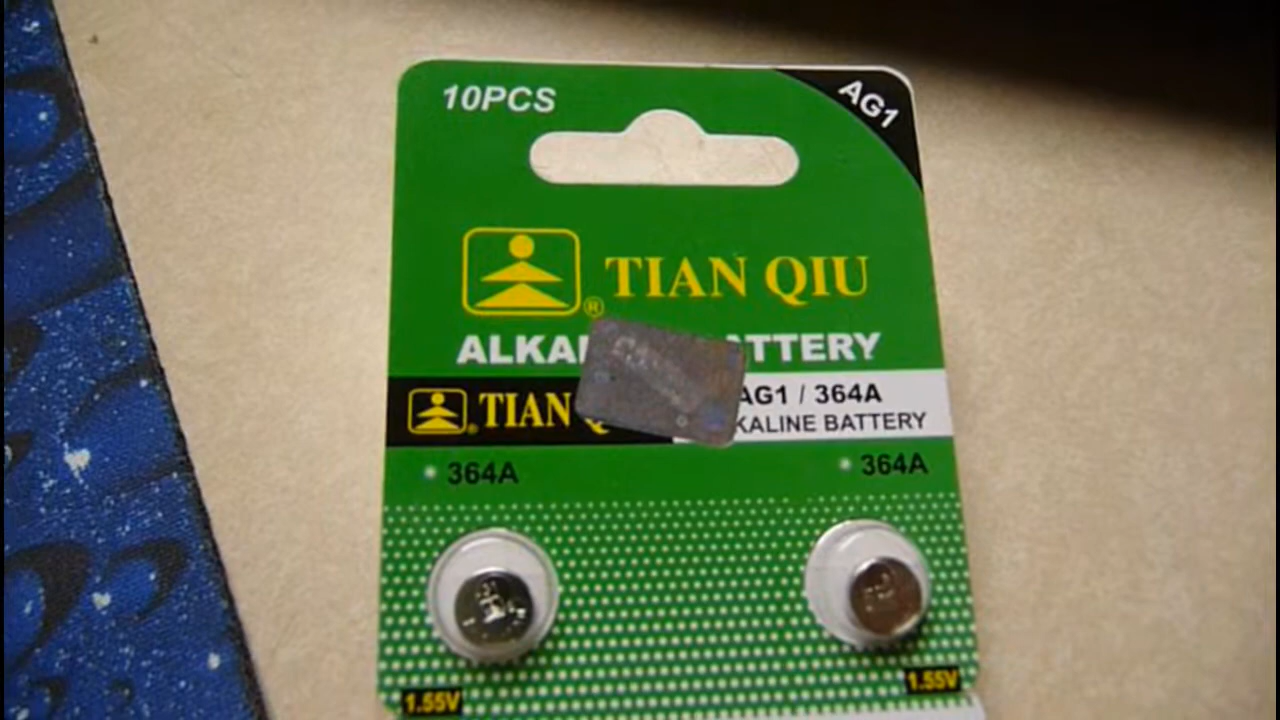 10PCS
AG1
TIAN QIU
®
ALKA TTERY
TIAN
AG1 / 364A
KALINE BATTERY
364A
364A
1.55V
1.55V